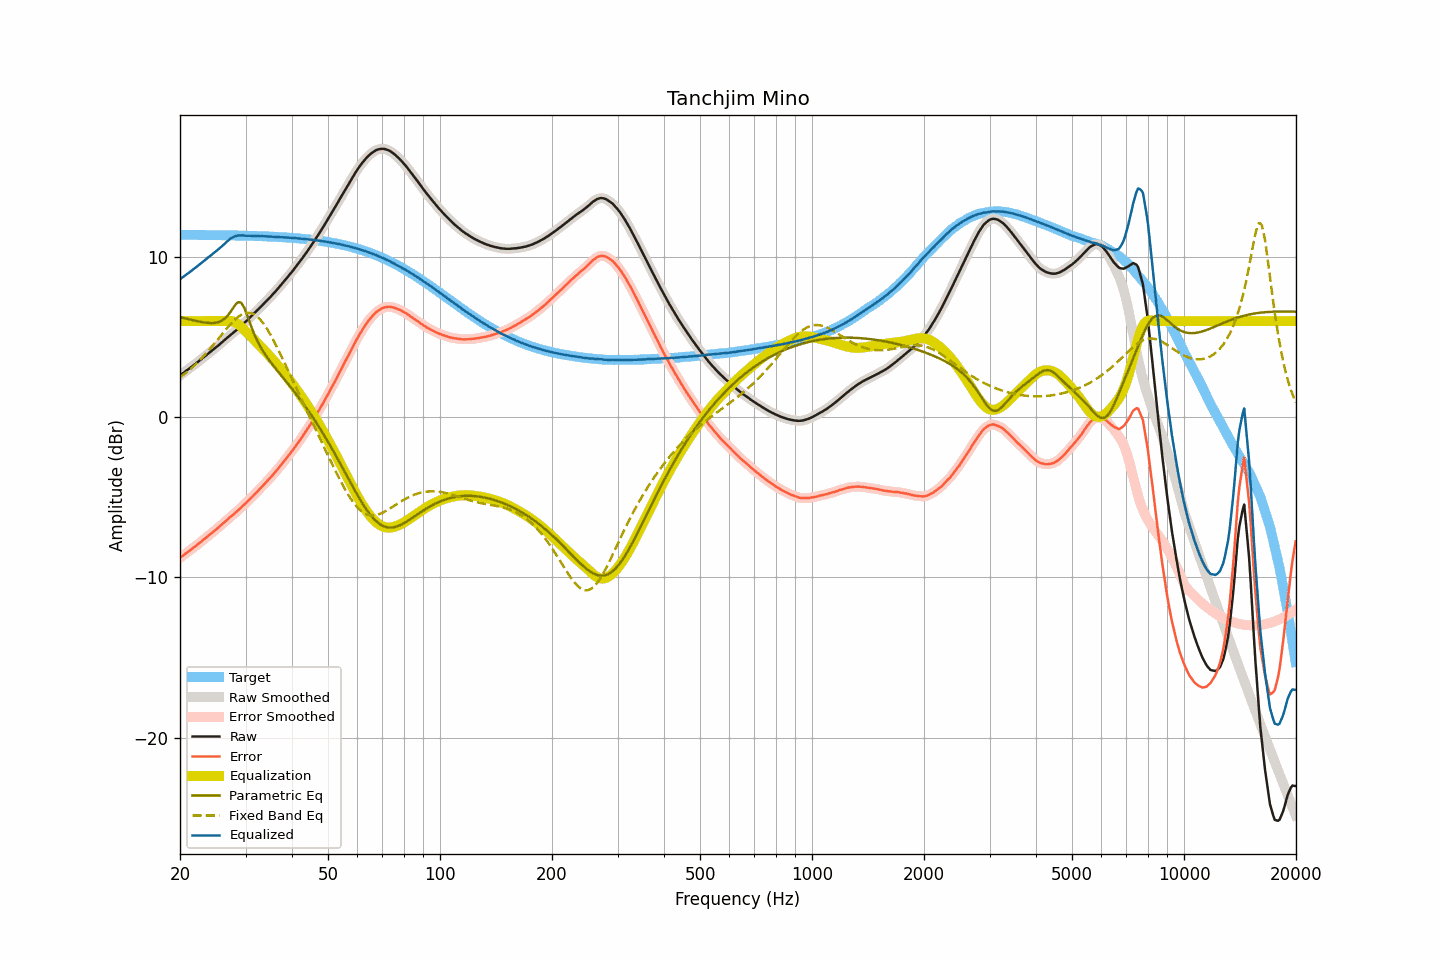 Tanchjim Mino
10
0
−10
−20
Amplitude (dBr)
Target
Raw Smoothed
Error Smoothed
Raw
Error
Equalization
Parametric Eq
Fixed Band Eq
Equalized
20 50 100 200 500 1000 2000 5000 10000 20000
Frequency (Hz)